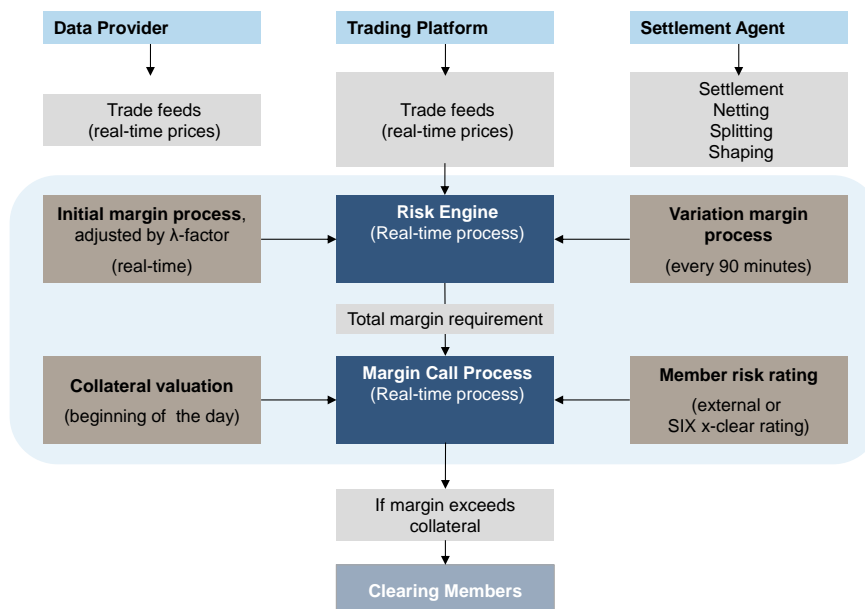 Data Provider
Trading Platform
Settlement Agent
Trade feeds
(real-time prices)
Trade feeds
(real-time prices)
Settlement
Netting
Splitting
Shaping
Initial margin process,
adjusted by λ-factor
(real-time)
Risk Engine
(Real-time process)
Variation margin
process
(every 90 minutes)
Total margin requirement
Collateral valuation
(beginning of the day)
Margin Call Process
(Real-time process)
Member risk rating
(external or
SIX x-clear rating)
If margin exceeds
collateral
Clearing Members